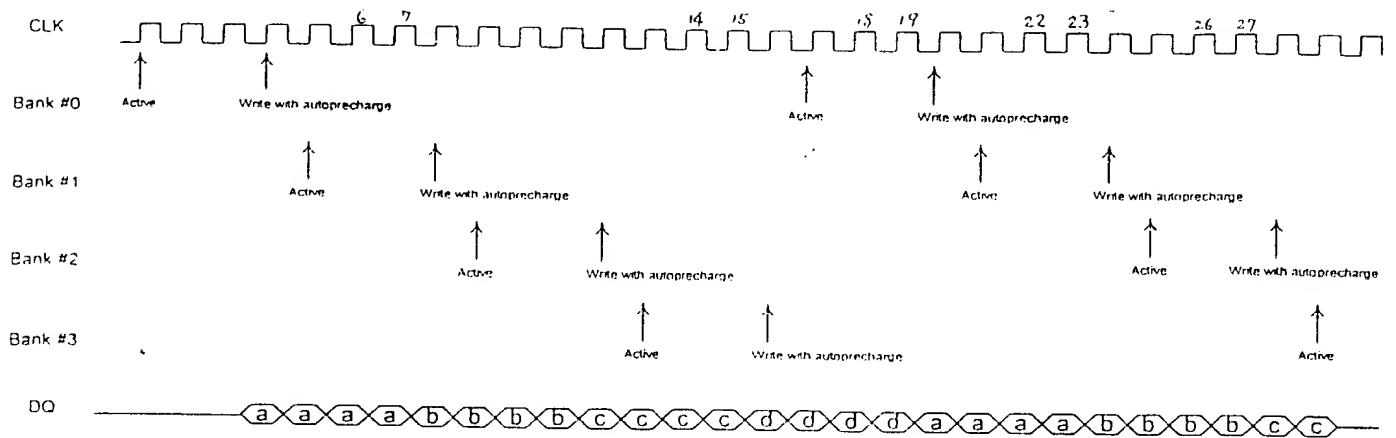 CLK 6 7 14 15 18 19 22 23 26 27
Bank #0 Active Write with autoprecharge Active Write with autoprecharge
Bank #1 Active Write with autoprecharge Active Write with autoprecharge
Bank #2 Active Write with autoprecharge Active Write with autoprecharge
Bank #3 Active Write with autoprecharge Active
DQ a a a a b b b b c c c c d d d d a a a a b b b b c c